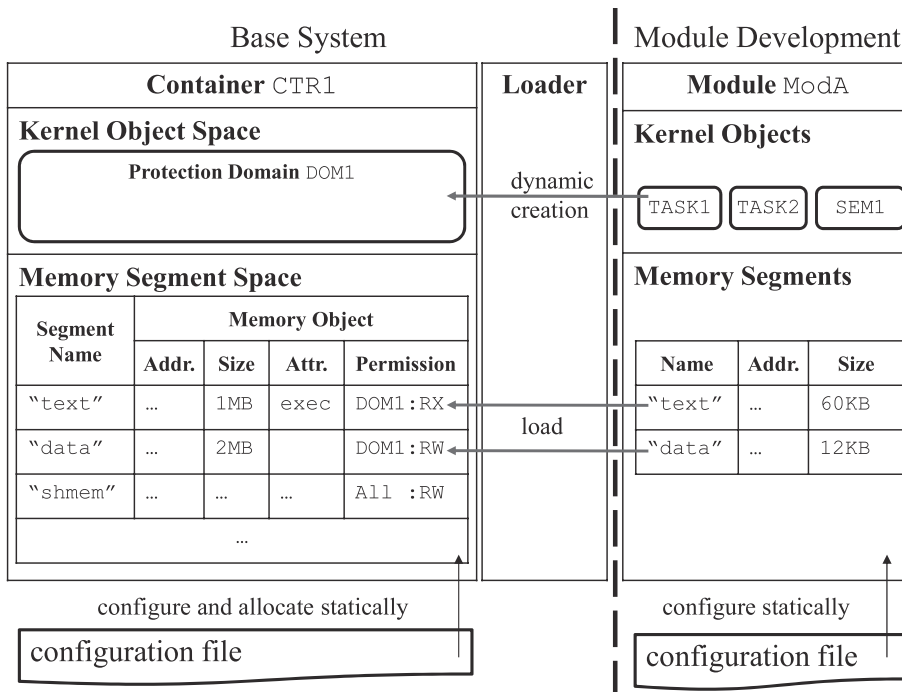 Base System
Module Development
Container CTR1
Loader
Module ModA
Kernel Object Space
Protection Domain DOM1
dynamic
creation
Kernel Objects
TASK1 TASK2 SEM1
Memory Segment Space
Segment
Name
Memory Object
Addr. Size Attr. Permission
"text" … 1MB exec DOM1:RX
"data" … 2MB DOM1:RW
"shmem" … … … All :RW
…
load
Memory Segments
Name Addr. Size
"text" … 60KB
"data" … 12KB
configure and allocate statically
configuration file
configure statically
configuration file